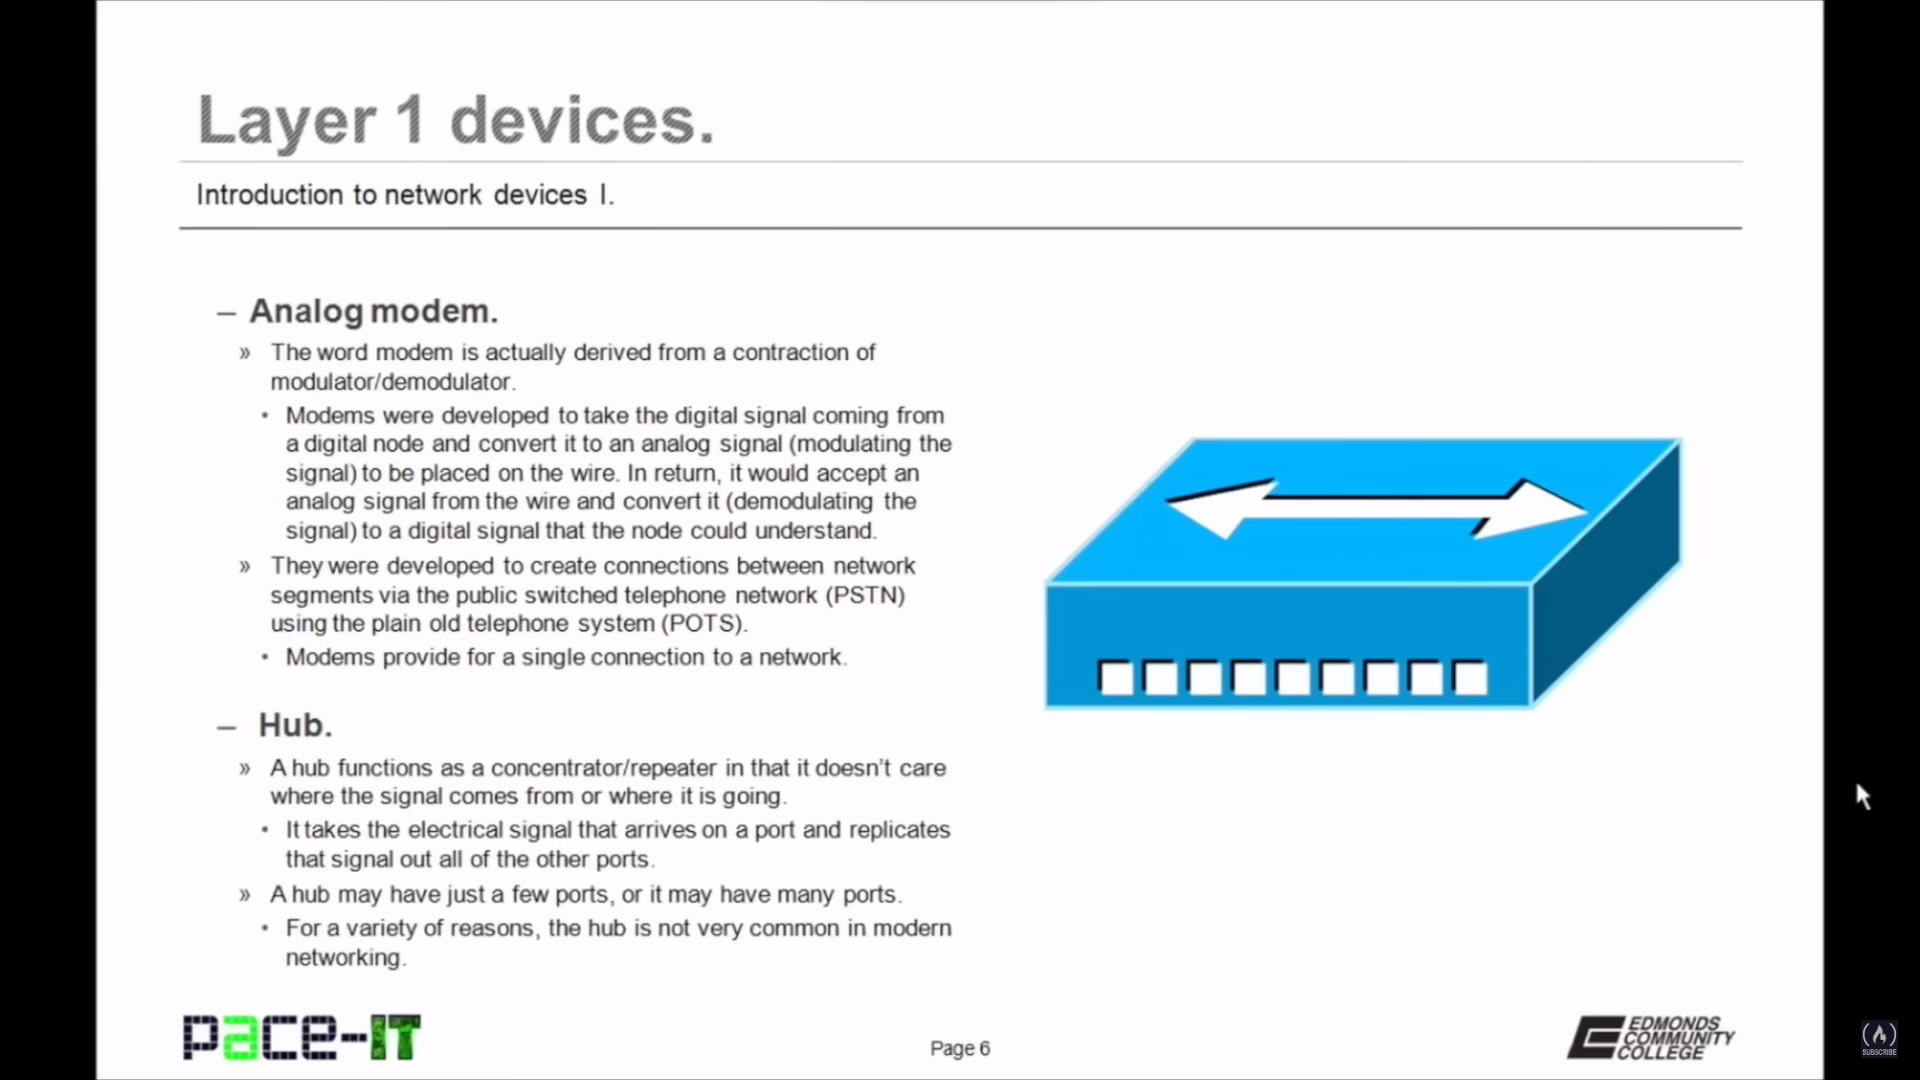 Layer 1 devices.
Introduction to network devices I.
– Analog modem.
» The word modem is actually derived from a contraction of
modulator/demodulator.
• Modems were developed to take the digital signal coming from
a digital node and convert it to an analog signal (modulating the
signal) to be placed on the wire. In return, it would accept an
analog signal from the wire and convert it (demodulating the
signal) to a digital signal that the node could understand.
» They were developed to create connections between network
segments via the public switched telephone network (PSTN)
using the plain old telephone system (POTS).
• Modems provide for a single connection to a network.
– Hub.
» A hub functions as a concentrator/repeater in that it doesn’t care
where the signal comes from or where it is going.
• It takes the electrical signal that arrives on a port and replicates
that signal out all of the other ports.
» A hub may have just a few ports, or it may have many ports.
• For a variety of reasons, the hub is not very common in modern
networking.
pace-IT
Page 6
EDMONDS
COMMUNITY
COLLEGE
SUBSCRIBE